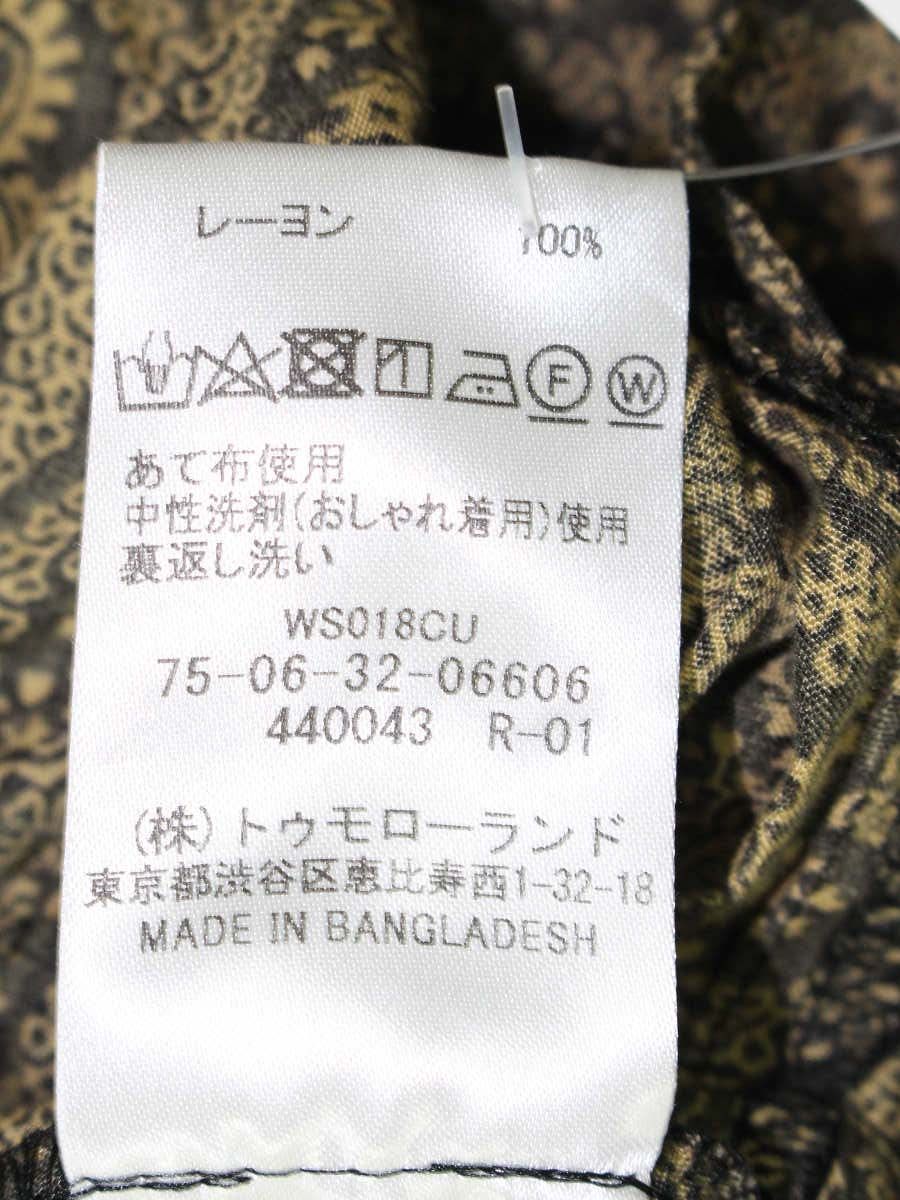 レーヨン 100%
F W
あて布使用
中性洗剤(おしゃれ着用)使用
裏返し洗い
WS018CU
75-06-32-06606
440043 R-01
(株)トゥモローランド
東京都渋谷区恵比寿西1-32-18
MADE IN BANGLADESH